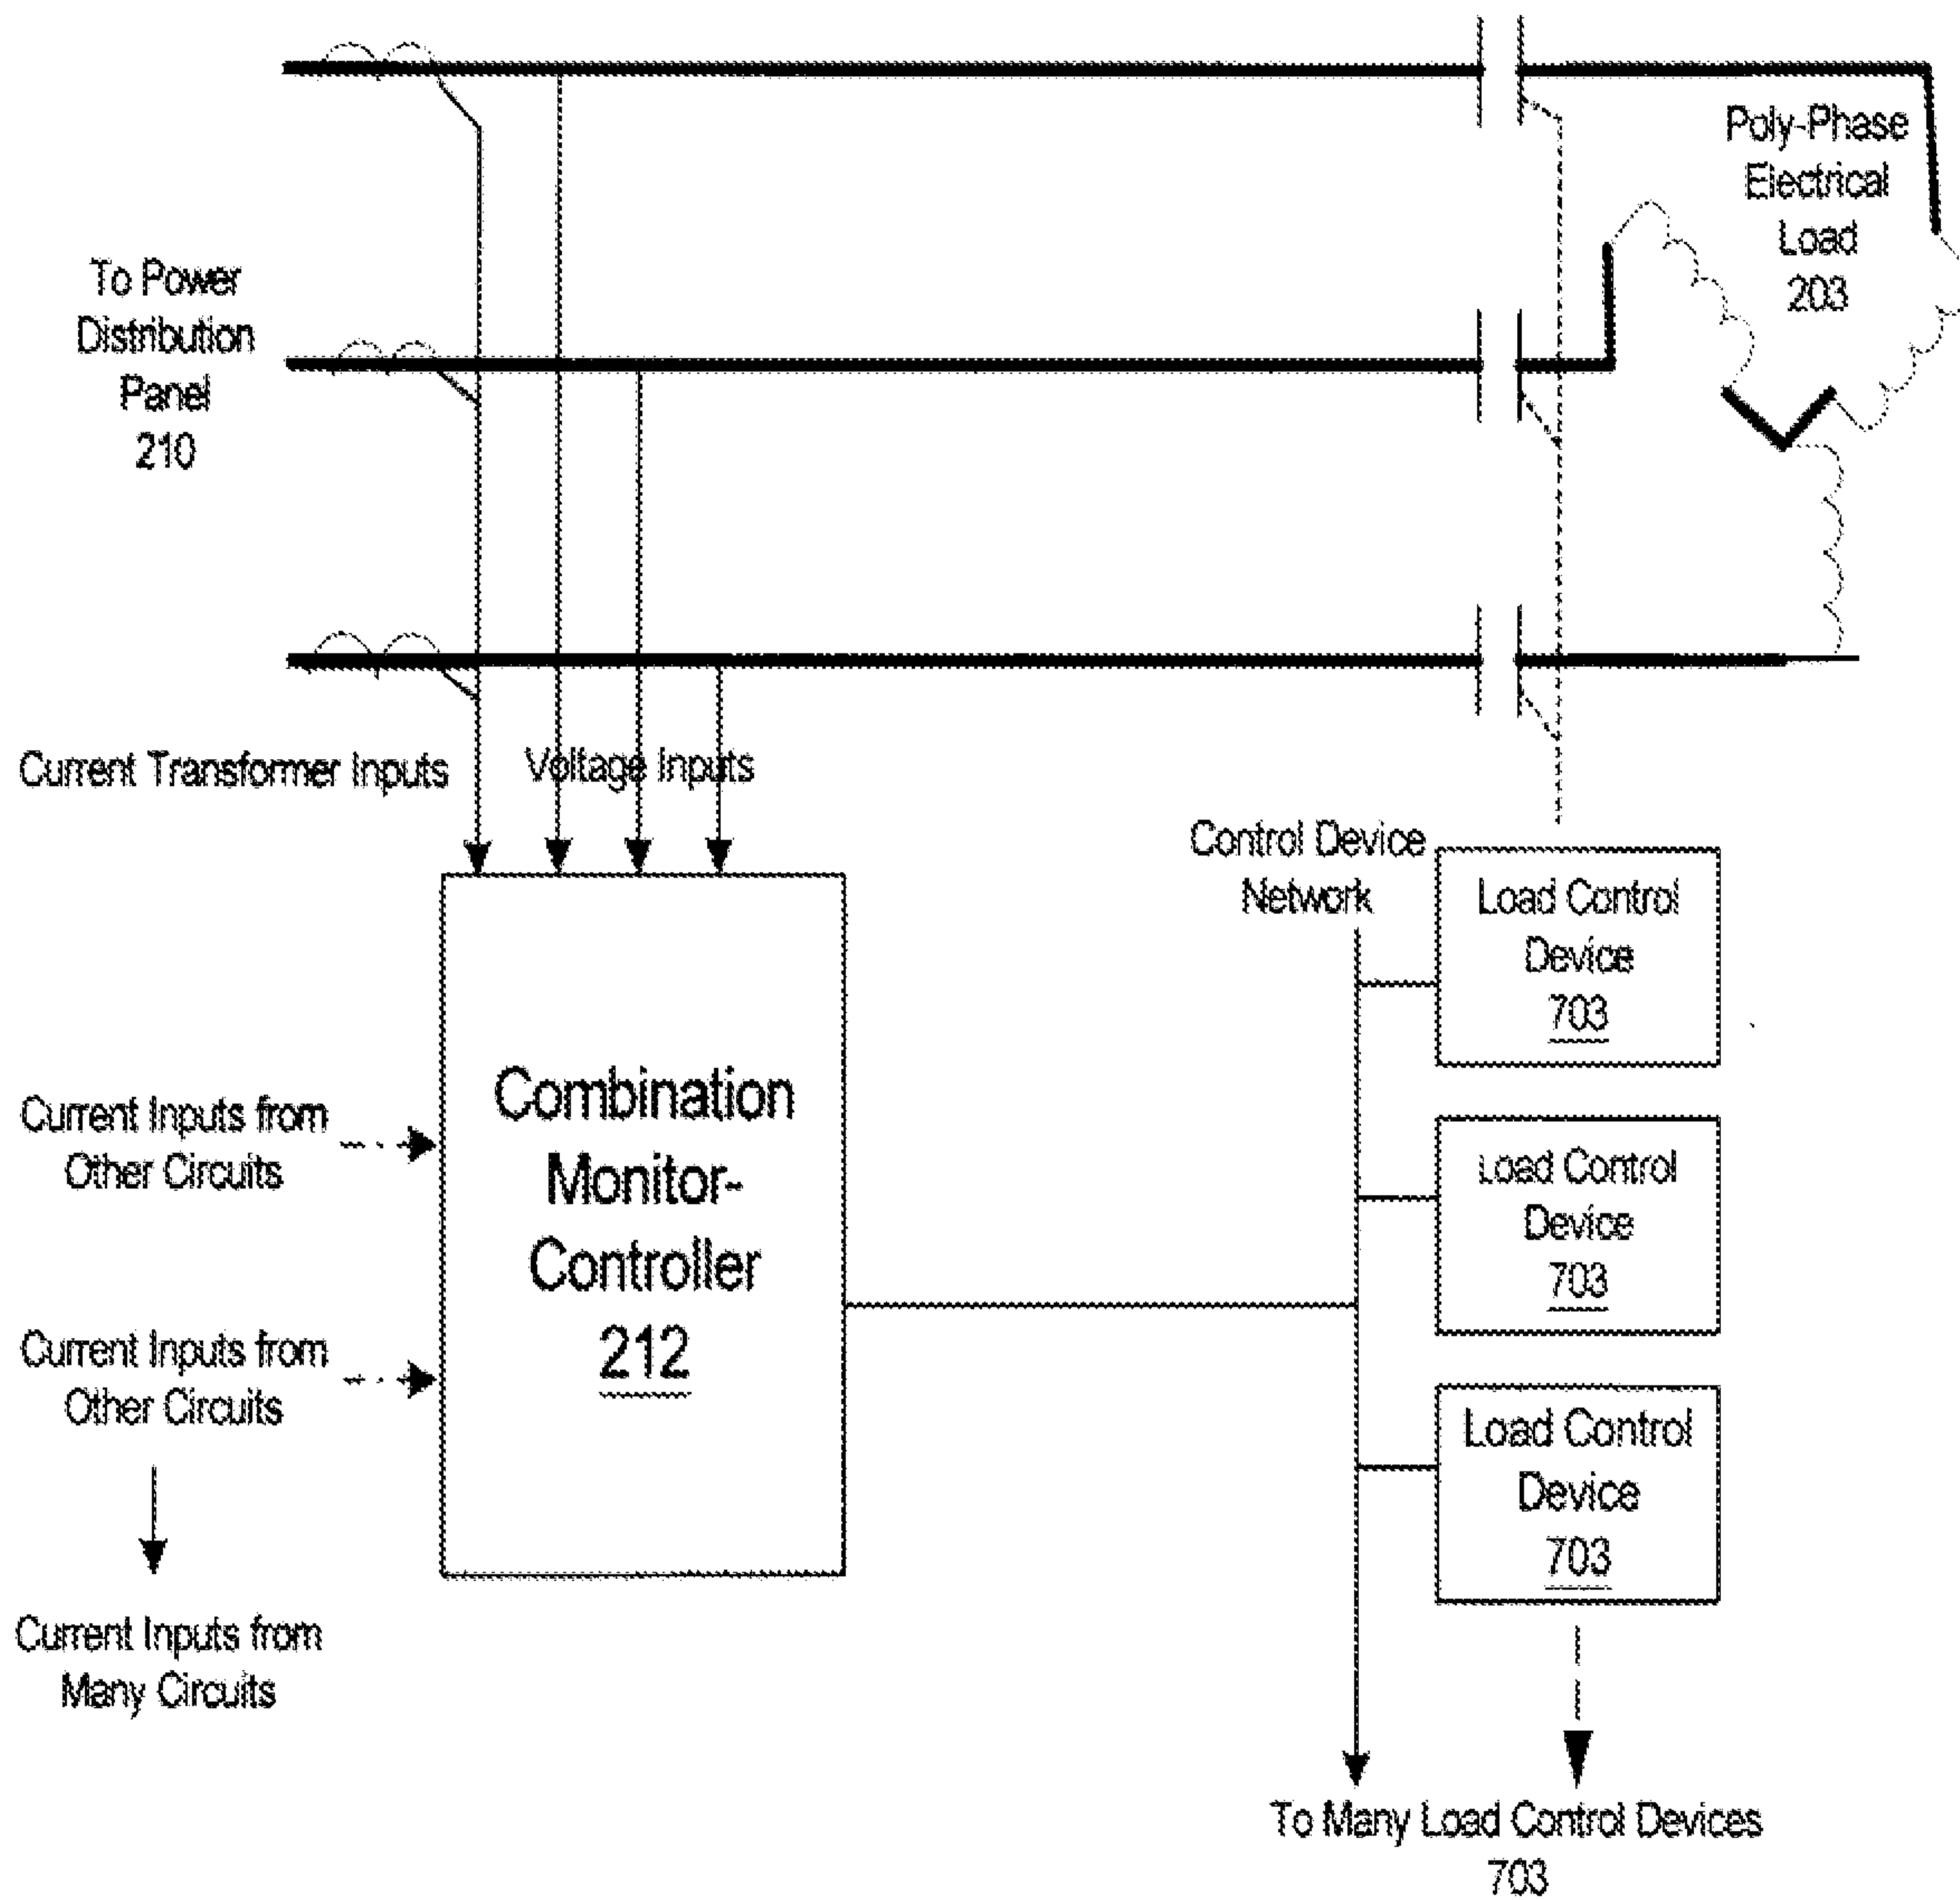 Poly-Phase
Electrical
Load
203
To Power
Distribution
Panel
210
Current Transformer Inputs
Voltage Inputs
Control Device
Network
Load Control
Device
703
Combination
Monitor-
Controller
212
Current Inputs from
Other Circuits
Load Control
Device
703
Current Inputs from
Other Circuits
Load Control
Device
703
Current Inputs from
Many Circuits
To Many Load Control Devices
703